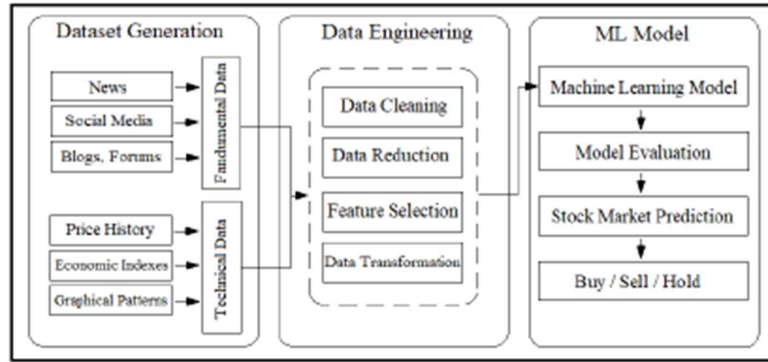 Dataset Generation
News
Social Media
Blogs, Forums
Fandumental Data
Price History
Economic Indexes
Graphical Patterns
Technical Data
Data Engineering
Data Cleaning
Data Reduction
Feature Selection
Data Transformation
ML Model
Machine Learning Model
Model Evaluation
Stock Market Prediction
Buy / Sell / Hold